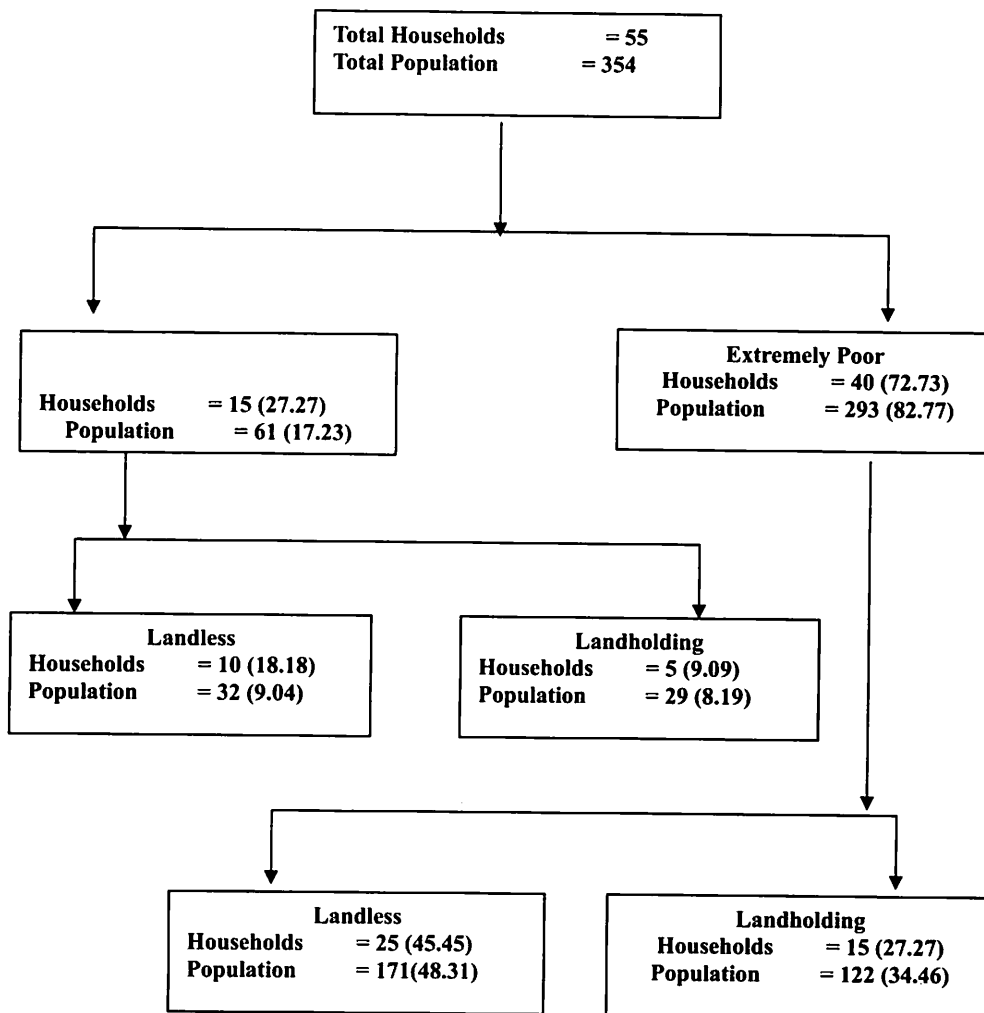 Total Households = 55
Total Population = 354
Households = 15 (27.27)
Population = 61 (17.23)
Extremely Poor
Households = 40 (72.73)
Population = 293 (82.77)
Landless
Households = 10 (18.18)
Population = 32 (9.04)
Landholding
Households = 5 (9.09)
Population = 29 (8.19)
Landless
Households = 25 (45.45)
Population = 171(48.31)
Landholding
Households = 15 (27.27)
Population = 122 (34.46)